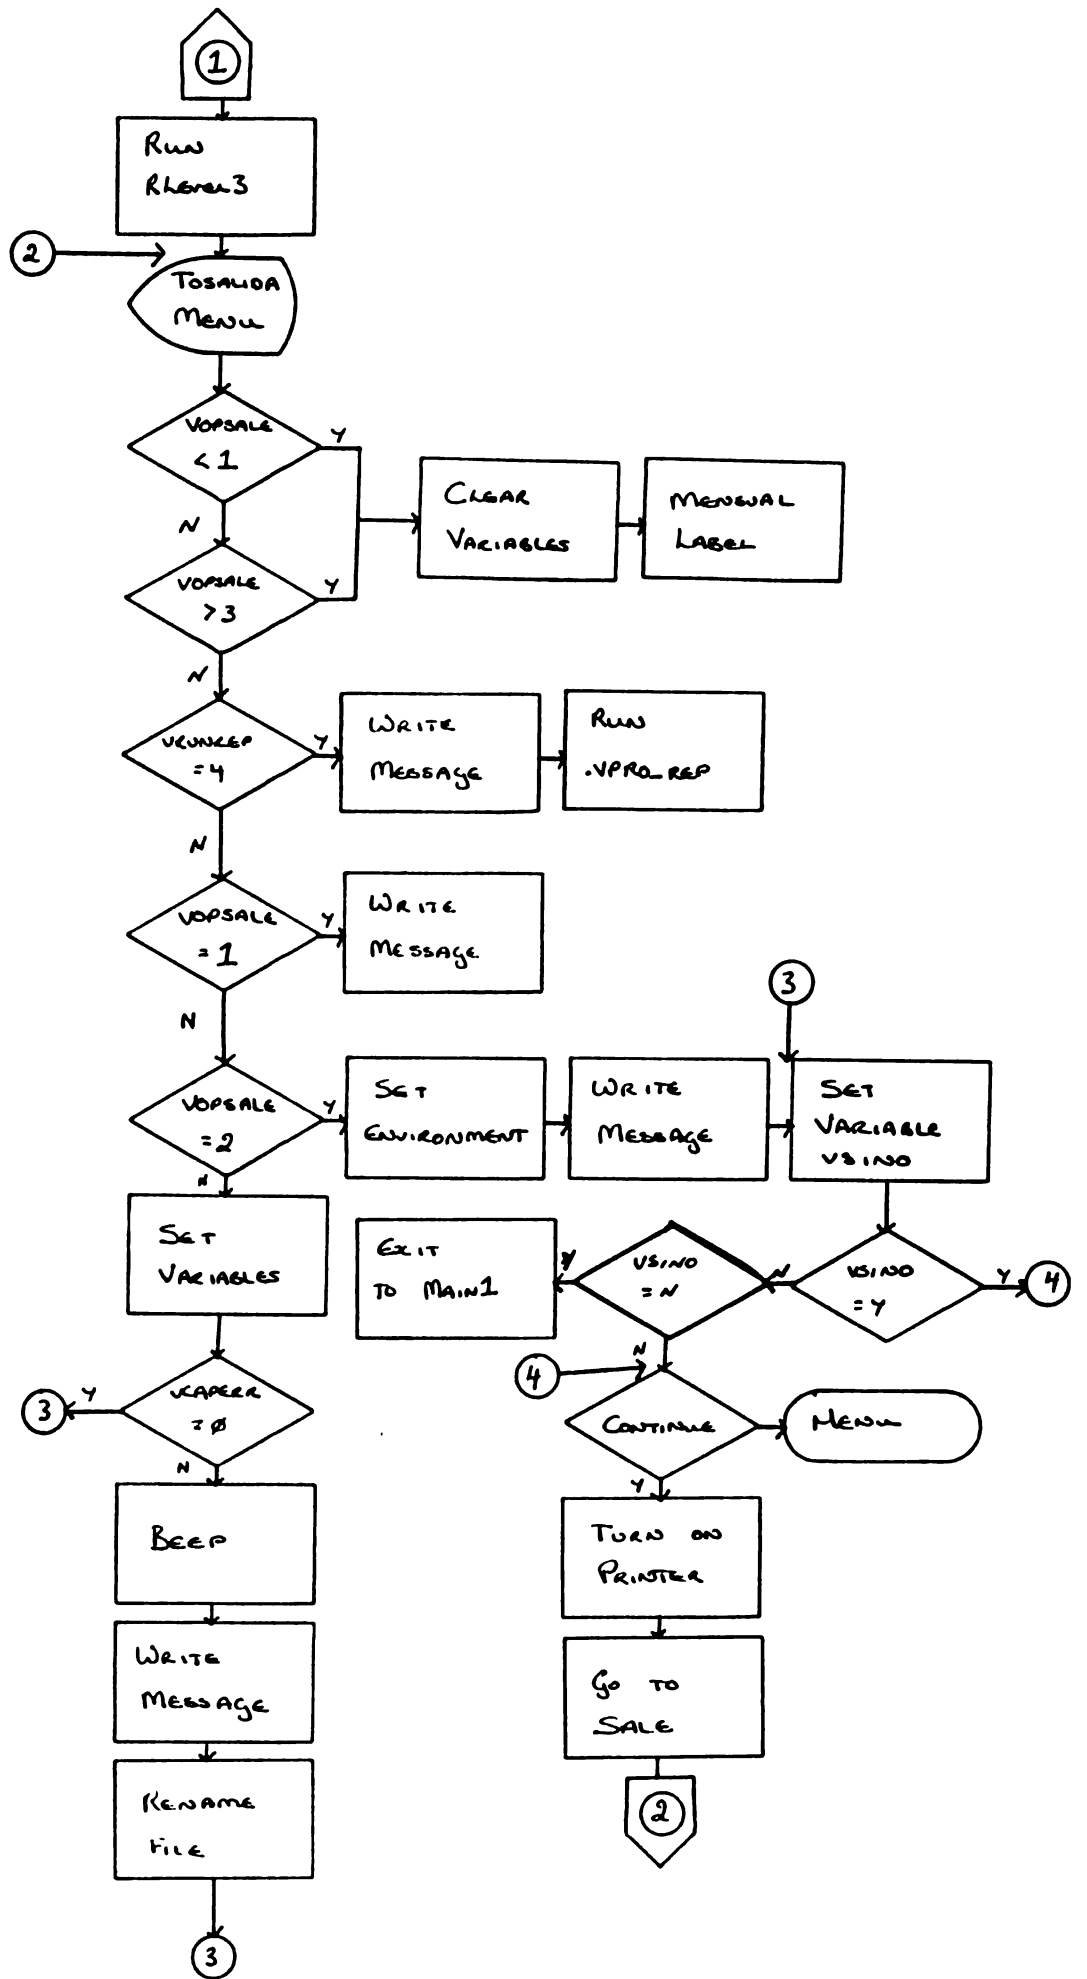 1
RUN
RLEVEL3
2
TOSALIDA
MENU
VOPSALE
< 1
Y
N
CLEAR
VARIABLES
MENSUAL
LABEL
VOPSALE
> 3
Y
N
VRUNREP
= 4
Y
WRITE
MESSAGE
RUN
.VPRO_REP
N
VOPSALE
= 1
Y
WRITE
MESSAGE
N
3
VOPSALE
= 2
Y
SET
ENVIRONMENT
WRITE
MESSAGE
SET
VARIABLE
VSINO
N
SET
VARIABLES
EXIT
TO MAIN1
VSINO
= N
N
VSINO
= Y
Y
4
N
4
3
Y
VCAPERR
= Ø
N
CONTINUE
MENU
Y
BEEP
TURN ON
PRINTER
WRITE
MESSAGE
GO TO
SALE
RENAME
FILE
2
3